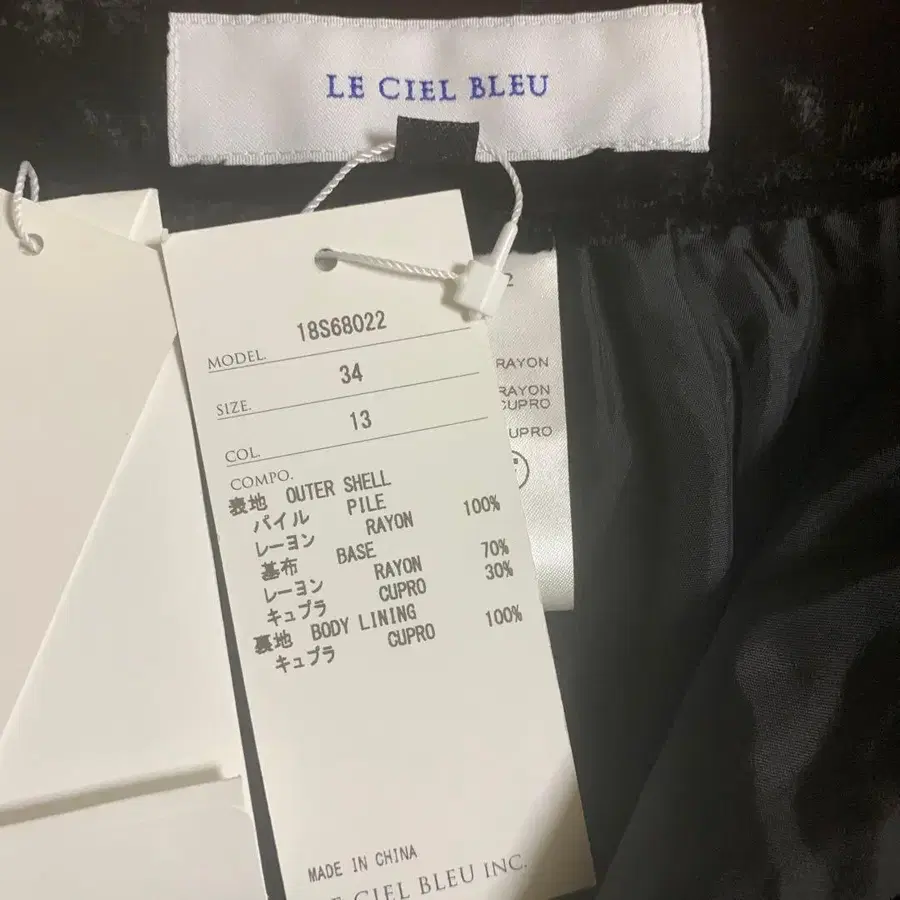 LE CIEL BLEU
MODEL. 18S68022
SIZE. 34
COL. 13
COMPO.
表地 OUTER SHELL
パイル PILE
レーヨン RAYON 100%
基布 BASE
レーヨン RAYON 70%
キュプラ CUPRO 30%
裏地 BODY LINING
キュプラ CUPRO 100%
MADE IN CHINA
LE CIEL BLEU INC.
2
RAYON
RAYON
CUPRO
UPRO